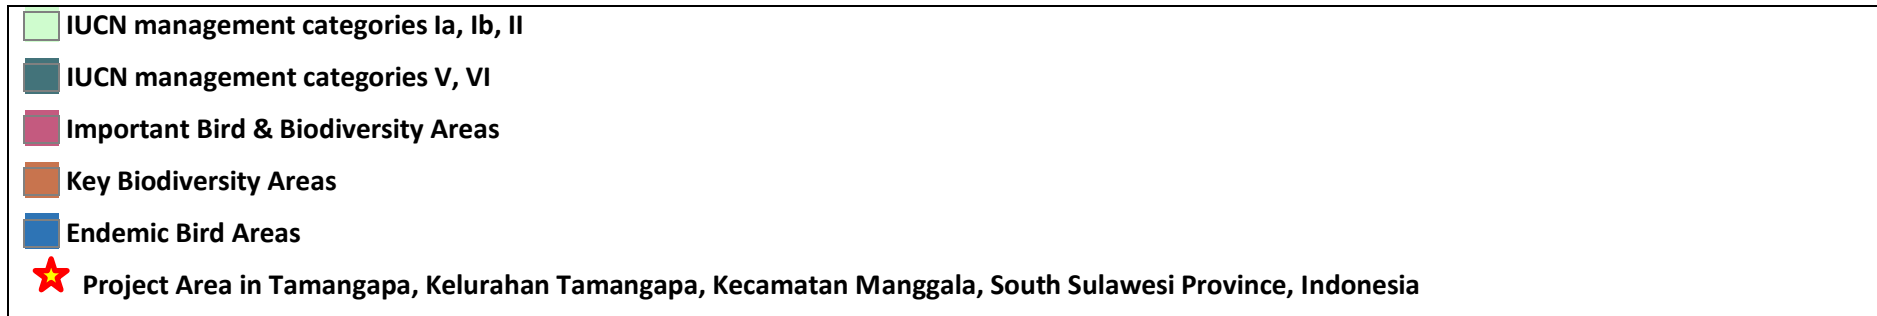 IUCN management categories Ia, Ib, II
IUCN management categories V, VI
Important Bird & Biodiversity Areas
Key Biodiversity Areas
Endemic Bird Areas
Project Area in Tamangapa, Kelurahan Tamangapa, Kecamatan Manggala, South Sulawesi Province, Indonesia